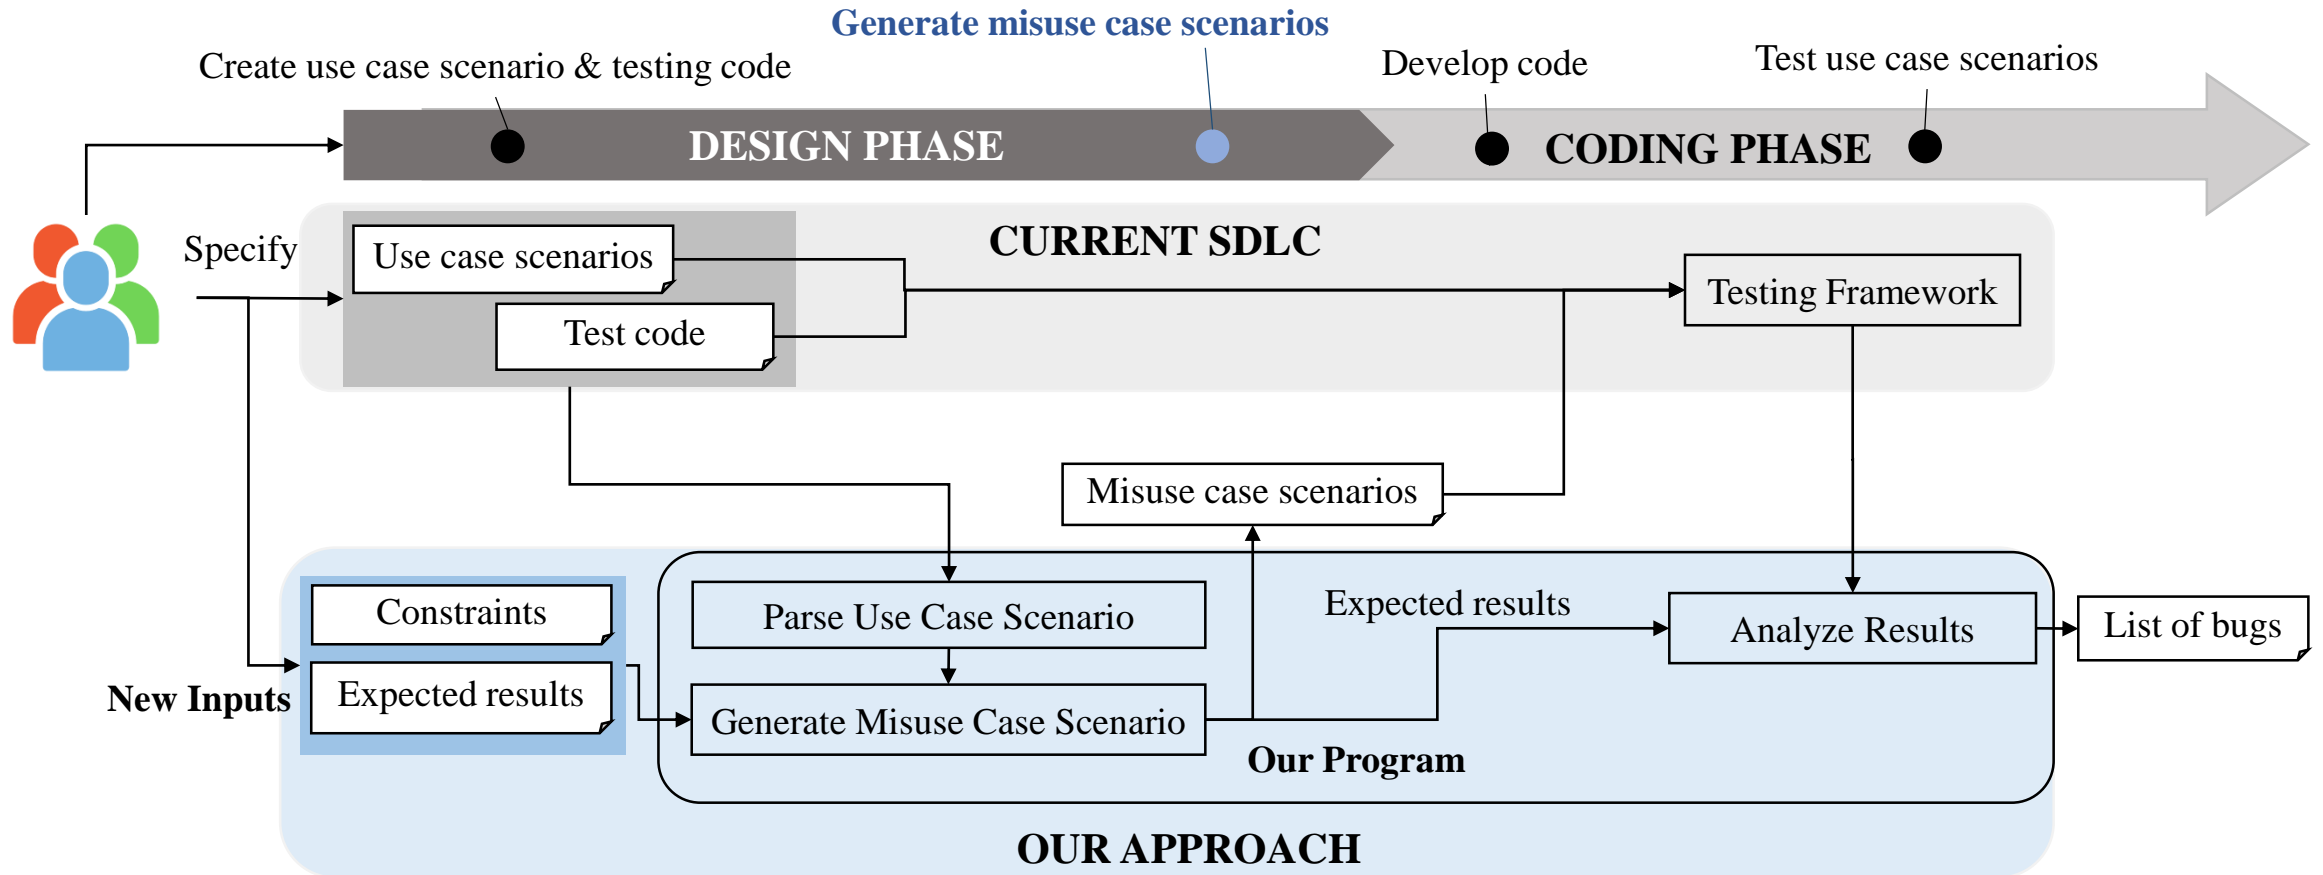 Generate misuse case scenarios
Create use case scenario & testing code
Develop code
Test use case scenarios
DESIGN PHASE
CODING PHASE
Specify
Use case scenarios
CURRENT SDLC
Test code
Testing Framework
Misuse case scenarios
Constraints
Expected results
New Inputs
Parse Use Case Scenario
Generate Misuse Case Scenario
Expected results
Analyze Results
List of bugs
Our Program
OUR APPROACH